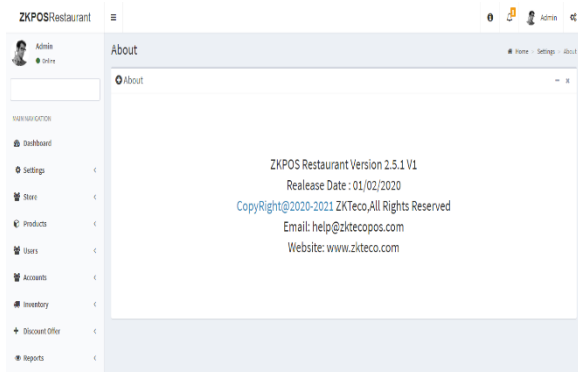 ZKPOSRestaurant
1
Admin
Admin
Online
About
Home > Settings > About
About
MAIN NAVIGATION
Dashboard
Settings
Store
Products
Users
Accounts
Inventory
Discount Offer
Reports
ZKPOS Restaurant Version 2.5.1 V1
Realease Date : 01/02/2020
CopyRight@2020-2021 ZKTeco,All Rights Reserved
Email: help@zktecopos.com
Website: www.zkteco.com